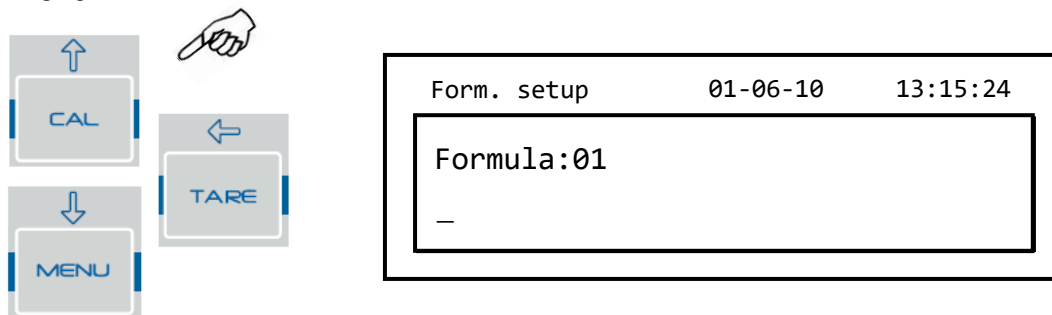 CAL
TARE
MENU
Form. setup 01-06-10 13:15:24
Formula:01
_